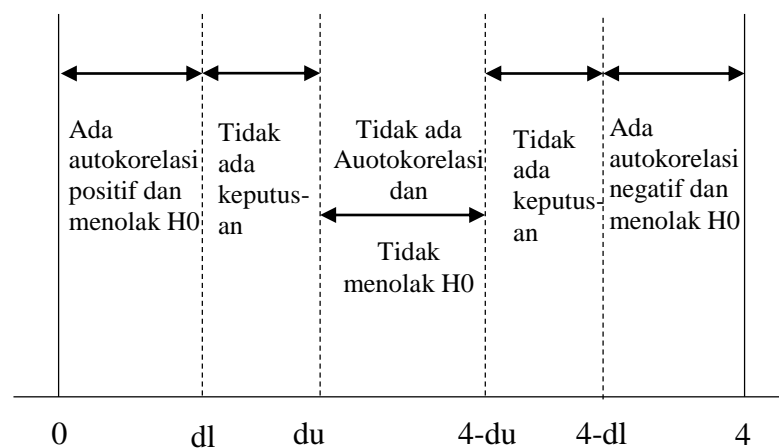 Ada
autokorelasi
positif dan
menolak H0
Tidak
ada
keputus-
an
Tidak ada
Auotokorelasi
dan
Tidak
menolak H0
Tidak
ada
keputus-
an
Ada
autokorelasi
negatif dan
menolak H0
0 dl du 4-du 4-dl 4